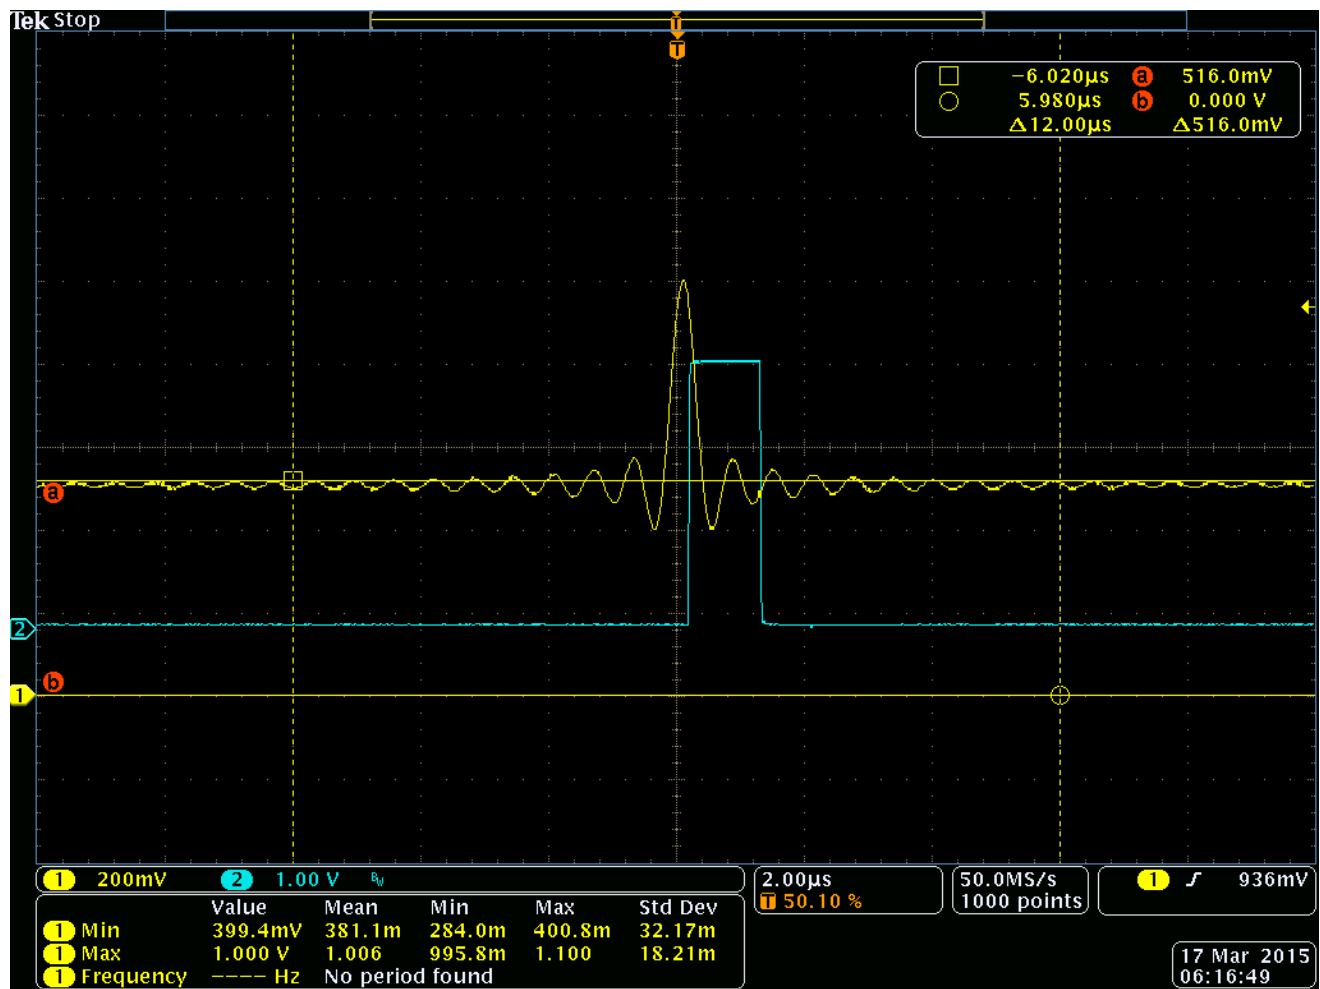 Tek Stop
T
T
−6.020µs a 516.0mV
5.980µs b 0.000 V
Δ12.00µs Δ516.0mV
a
2
b
1
1 200mV 2 1.00 V BW
2.00µs
T 50.10 %
50.0MS/s
1000 points
1 936mV
Value Mean Min Max Std Dev
1 Min 399.4mV 381.1m 284.0m 400.8m 32.17m
1 Max 1.000 V 1.006 995.8m 1.100 18.21m
1 Frequency −−−− Hz No period found
17 Mar 2015
06:16:49